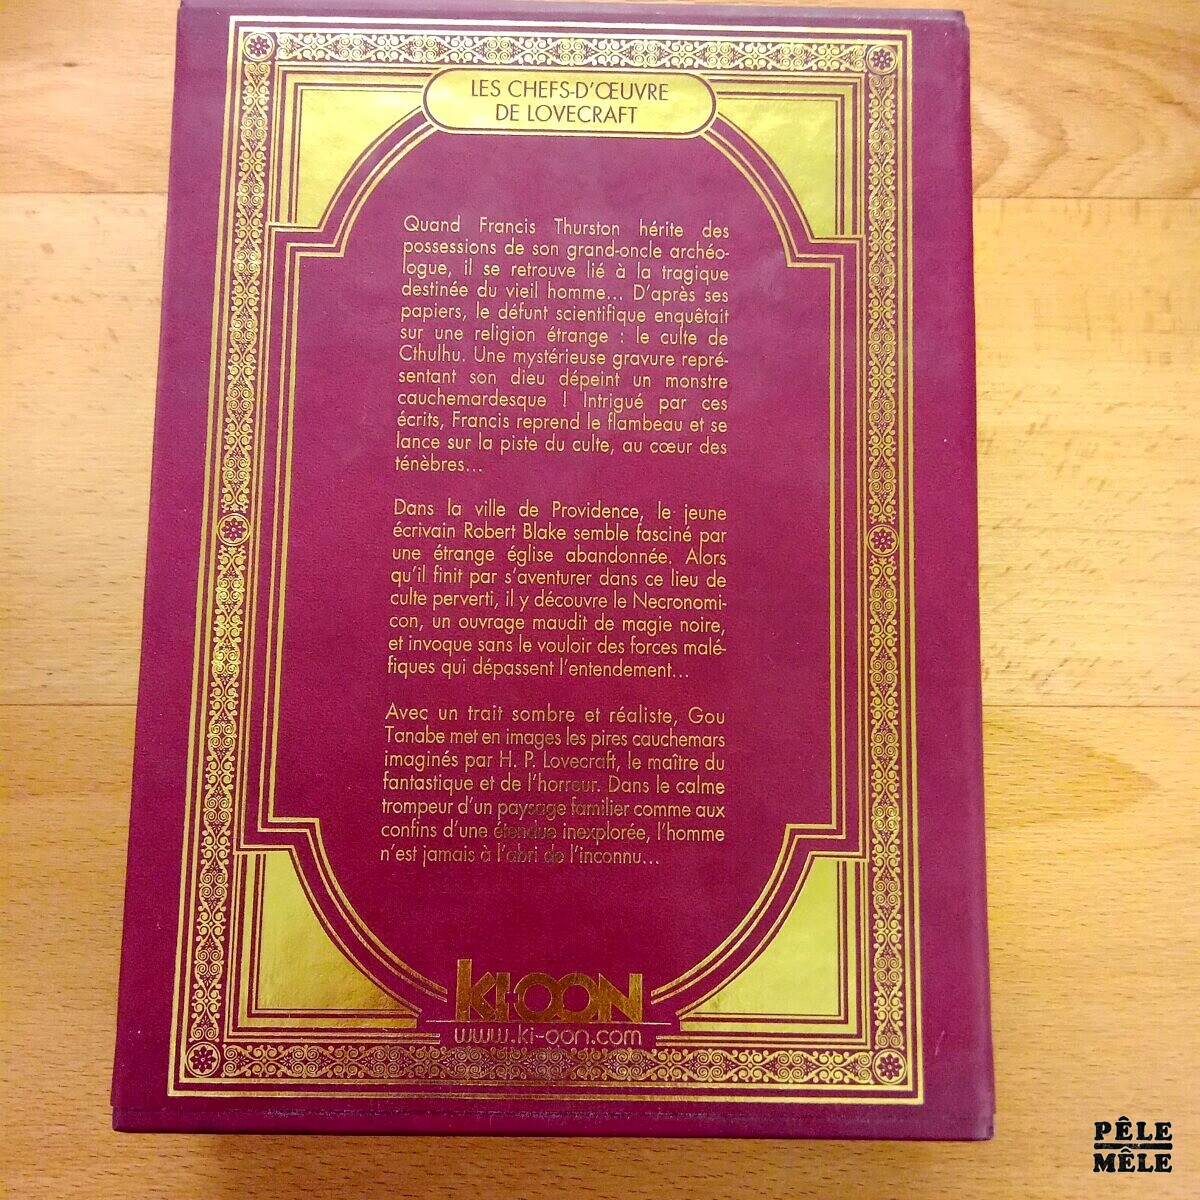 LES CHEFS-D'ŒUVRE
DE LOVECRAFT
Quand Francis Thurston hérite des
possessions de son grand-oncle archéo-
logue, il se retrouve lié à la tragique
destinée du vieil homme... D'après ses
papiers, le défunt scientifique enquêtait
sur une religion étrange : le culte de
Cthulhu. Une mystérieuse gravure repré-
sentant son dieu dépeint un monstre
cauchemardesque ! Intrigué par ces
écrits, Francis reprend le flambeau et se
lance sur la piste du culte, au cœur des
ténèbres...
Dans la ville de Providence, le jeune
écrivain Robert Blake semble fasciné par
une étrange église abandonnée. Alors
qu'il finit par s'aventurer dans ce lieu de
culte perverti, il y découvre le Necronomi-
con, un ouvrage maudit de magie noire,
et invoque sans le vouloir des forces malé-
fiques qui dépassent l'entendement...
Avec un trait sombre et réaliste, Gou
Tanabe met en images les pires cauchemars
imaginés par H. P. Lovecraft, le maître du
fantastique et de l'horreur. Dans le calme
trompeur d'un paysage familier comme aux
confins d'une étendue inexplorée, l'homme
n'est jamais à l'abri de l'inconnu...
KI-OON
www.ki-oon.com
PÊLE
MÊLE